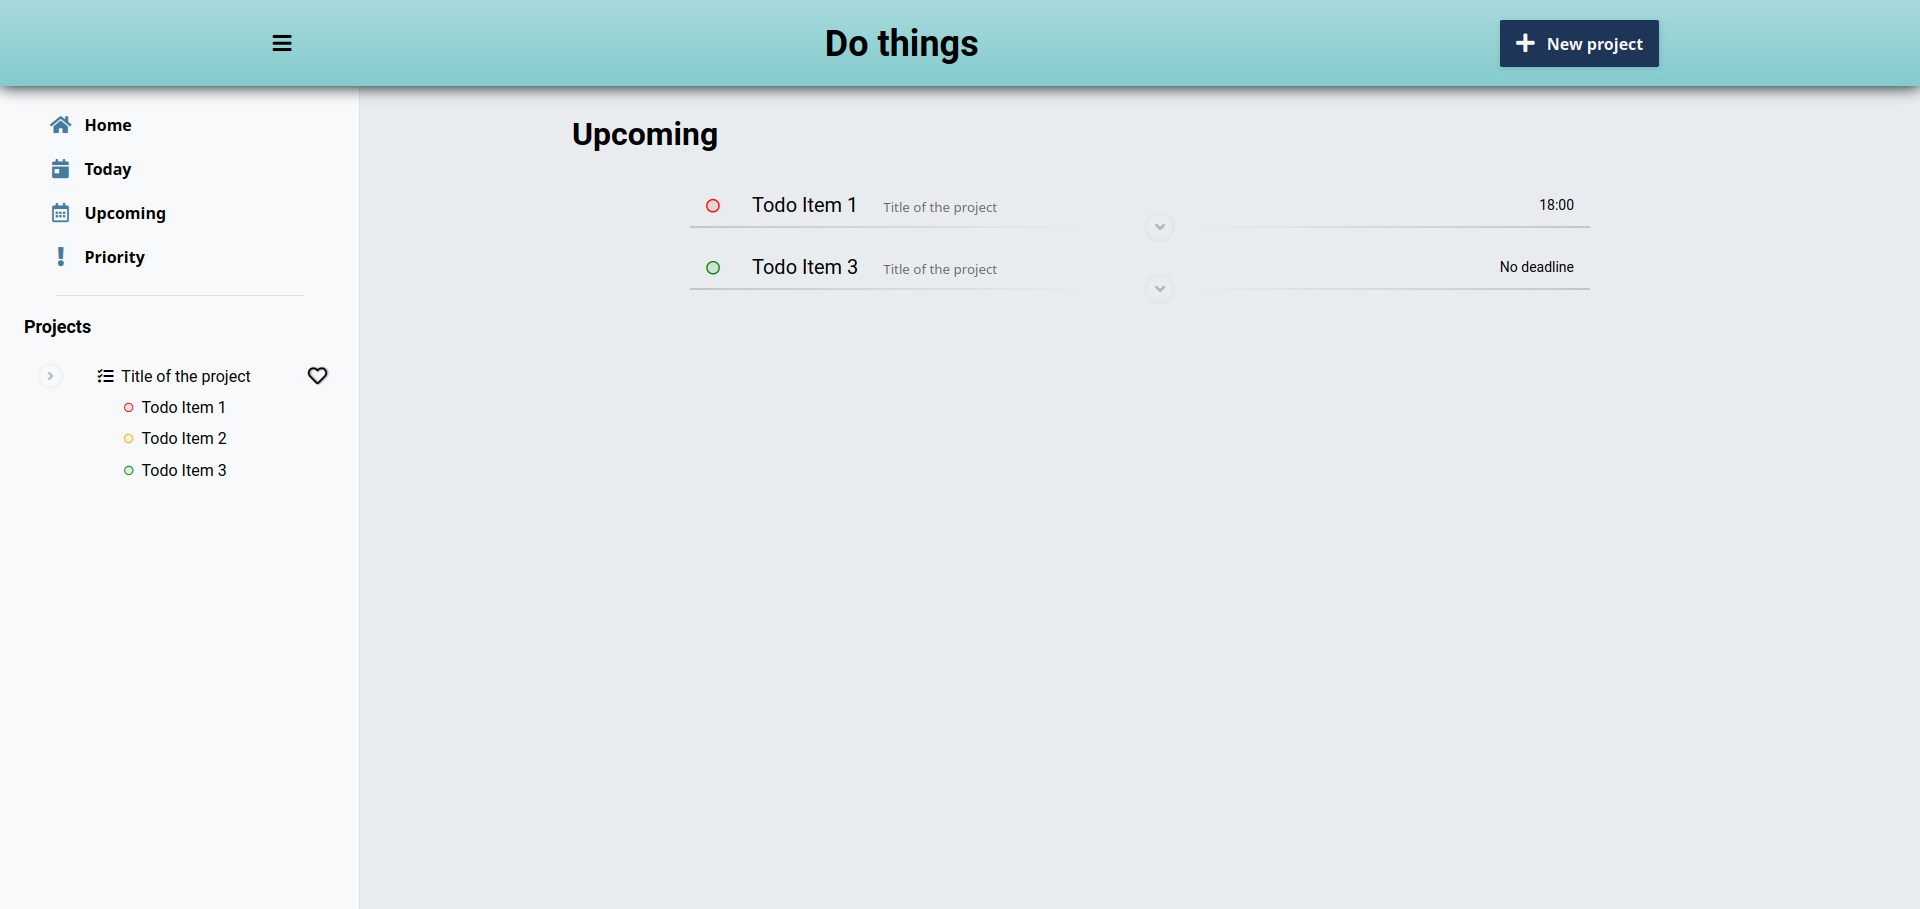 Do things
New project
Home
Today
Upcoming
Priority
Projects
Title of the project
Todo Item 1
Todo Item 2
Todo Item 3
Upcoming
Todo Item 1 Title of the project 18:00
Todo Item 3 Title of the project No deadline